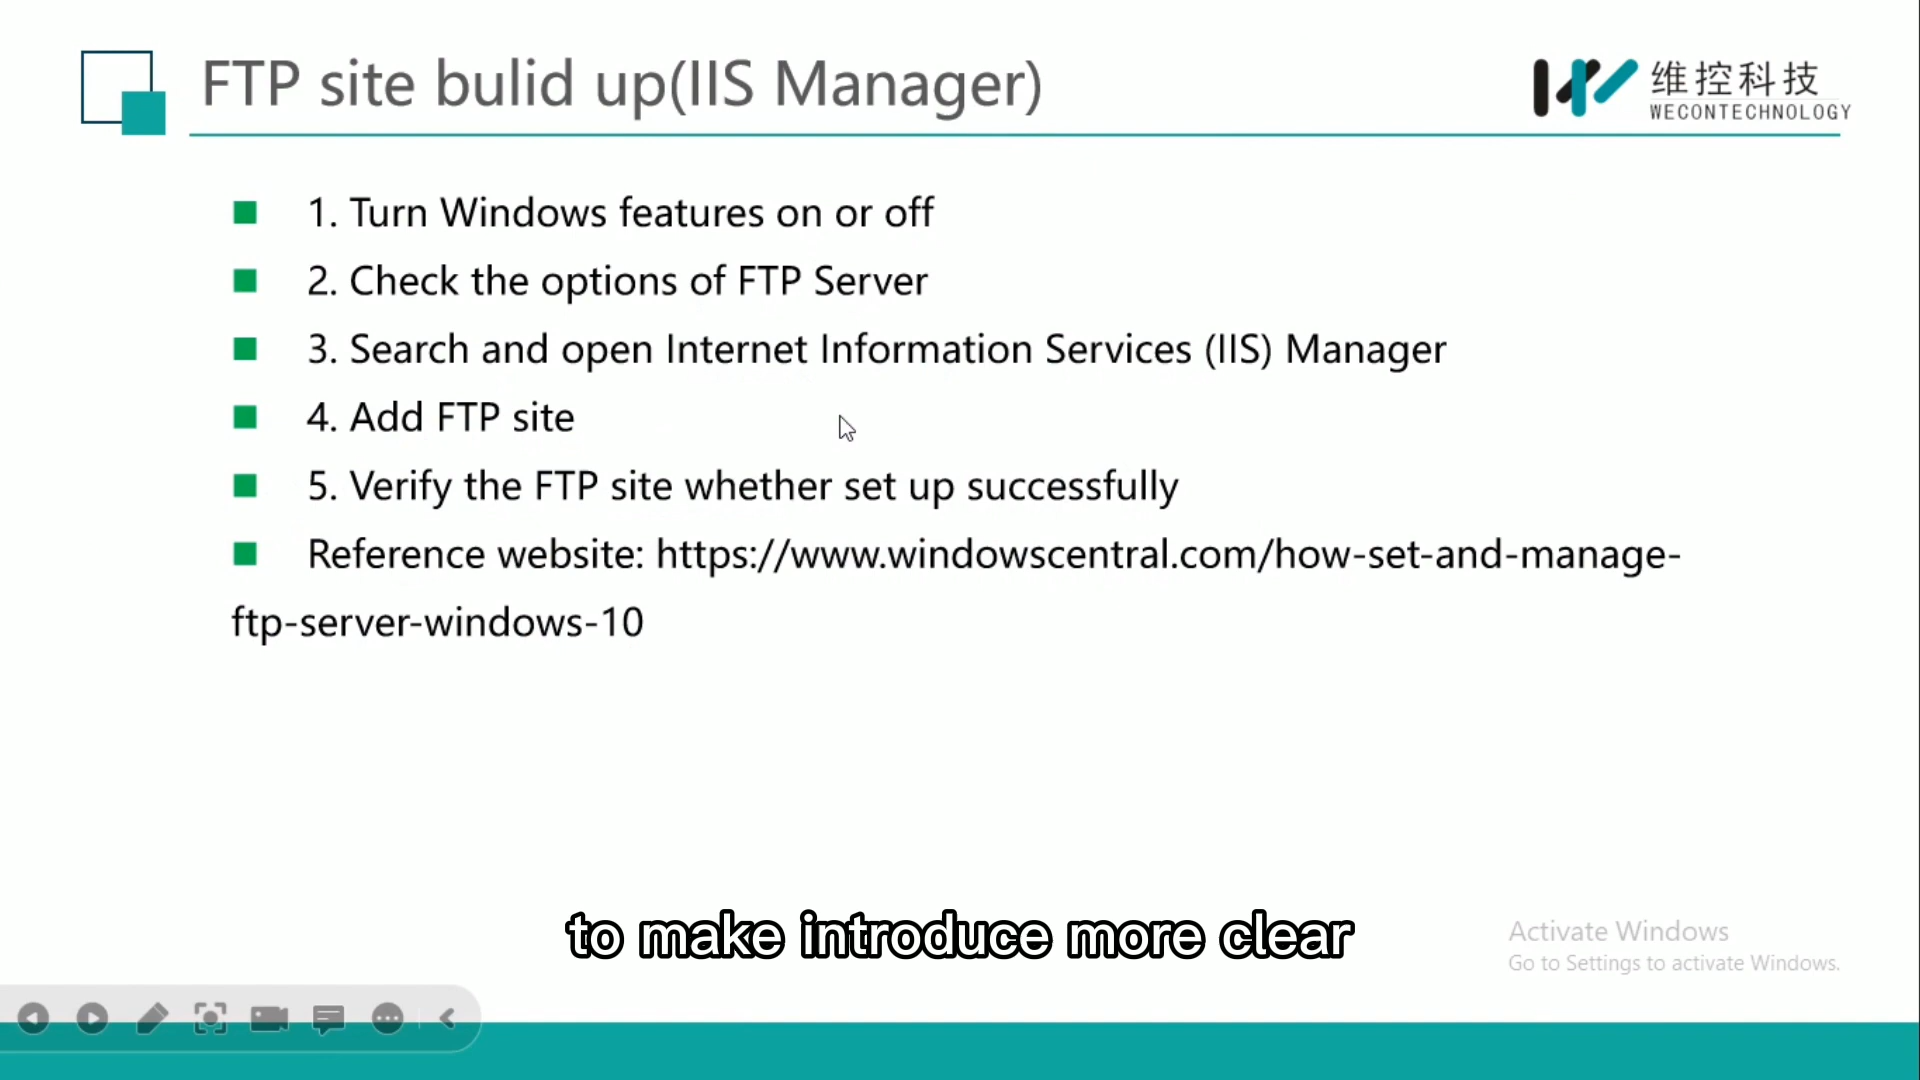 FTP site bulid up(IIS Manager)
维控科技
WECONTECHNOLOGY
1. Turn Windows features on or off
2. Check the options of FTP Server
3. Search and open Internet Information Services (IIS) Manager
4. Add FTP site
5. Verify the FTP site whether set up successfully
Reference website: https://www.windowscentral.com/how-set-and-manage-
ftp-server-windows-10
to make introduce more clear
Activate Windows
Go to Settings to activate Windows.